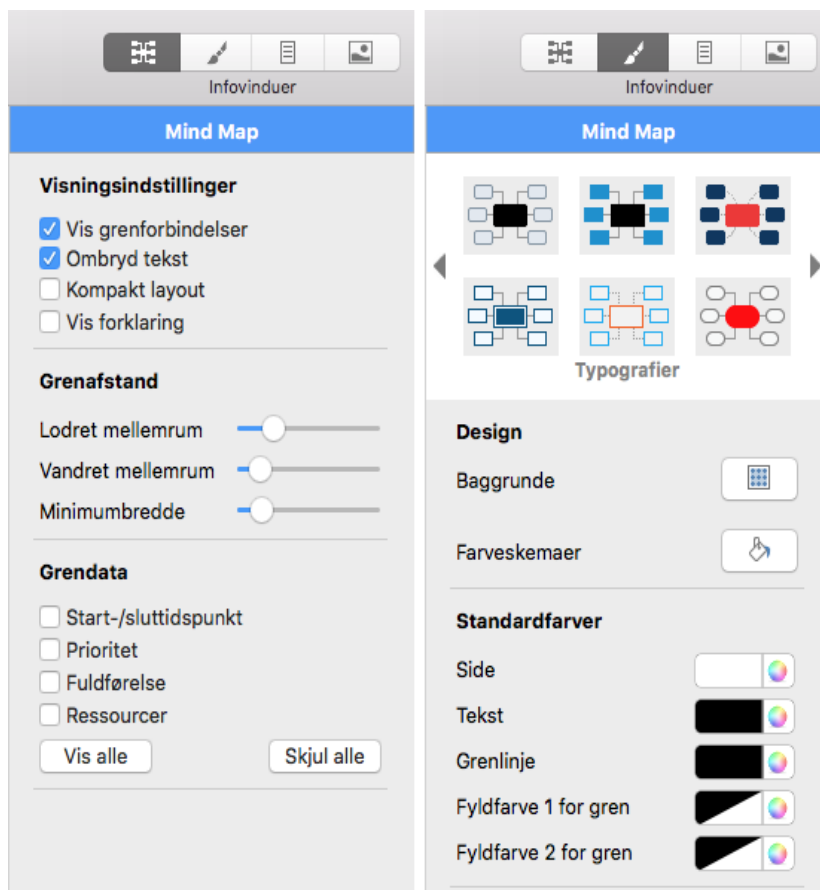 Infovinduer
Mind Map
Visningsindstillinger
Vis grenforbindelser
Ombryd tekst
Kompakt layout
Vis forklaring
Grenafstand
Lodret mellemrum
Vandret mellemrum
Minimumbredde
Grendata
Start-/sluttidspunkt
Prioritet
Fuldførelse
Ressourcer
Vis alle
Skjul alle
Infovinduer
Mind Map
Typografier
Design
Baggrunde
Farveskemaer
Standardfarver
Side
Tekst
Grenlinje
Fyldfarve 1 for gren
Fyldfarve 2 for gren